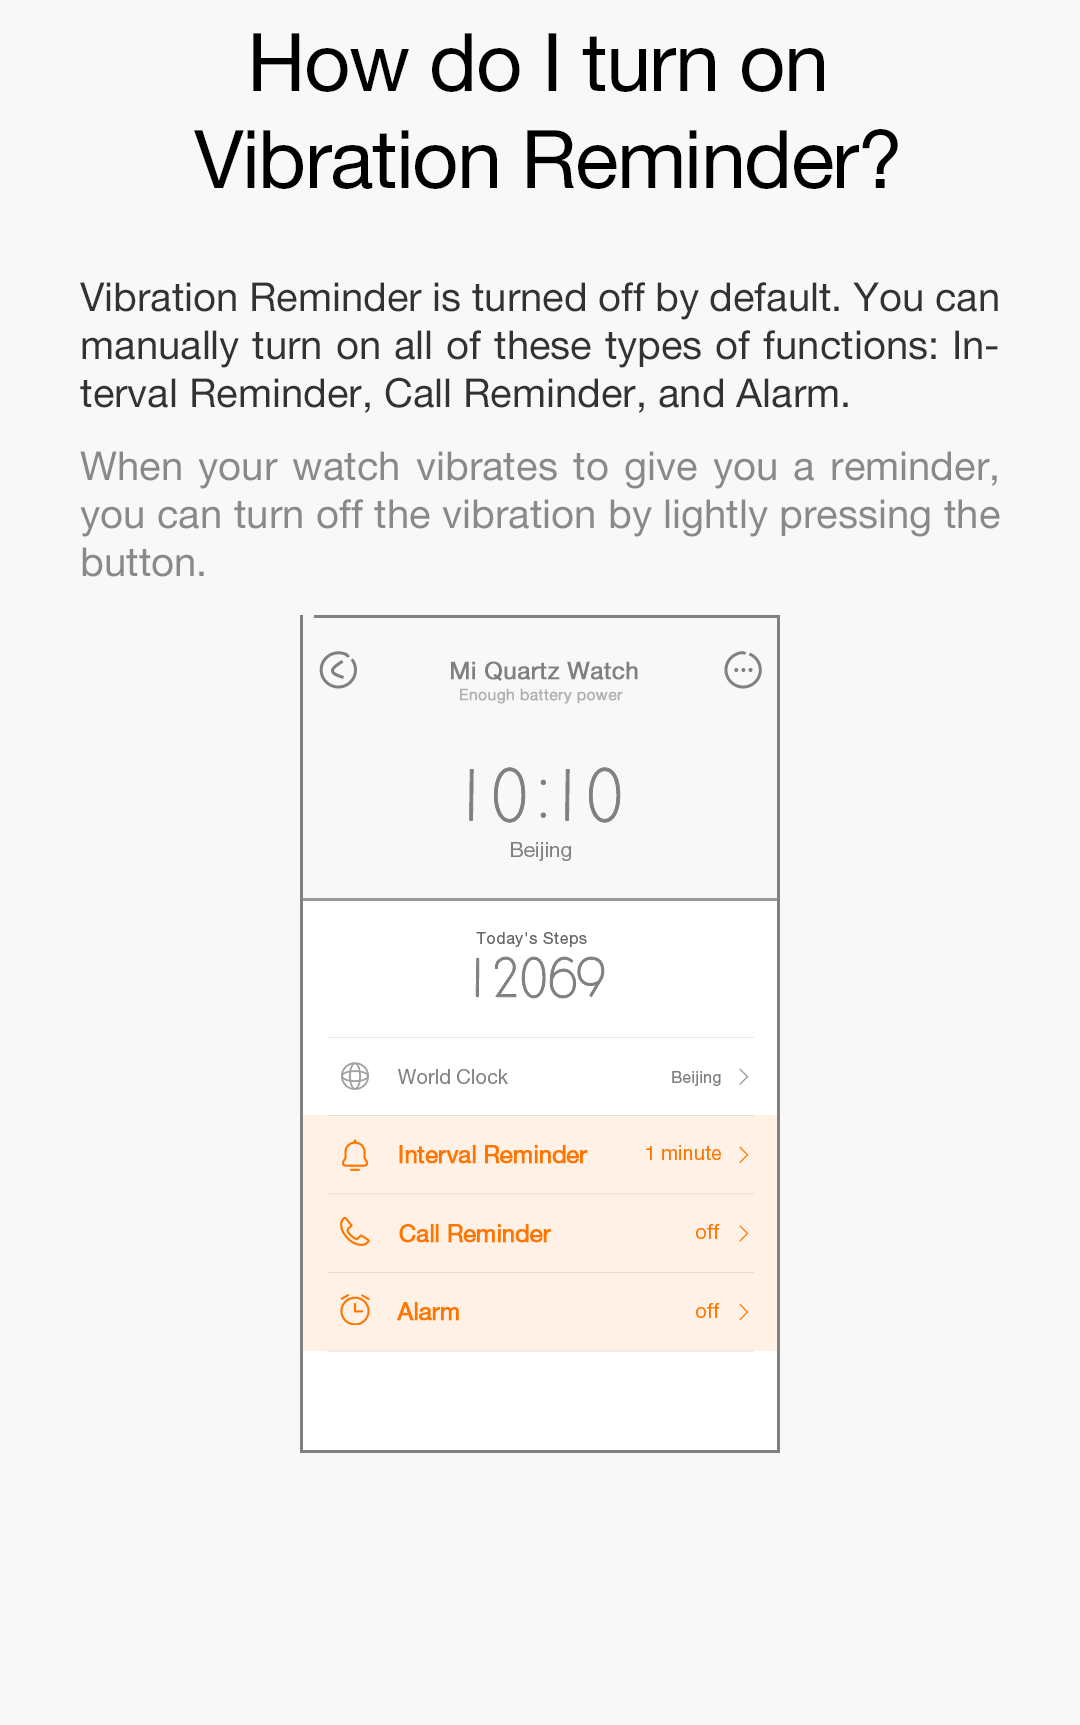 How do I turn on
Vibration Reminder?
Vibration Reminder is turned off by default. You can
manually turn on all of these types of functions: In-
terval Reminder, Call Reminder, and Alarm.
When your watch vibrates to give you a reminder,
you can turn off the vibration by lightly pressing the
button.
Mi Quartz Watch
Enough battery power
10:10
Beijing
Today's Steps
12069
World Clock Beijing
Interval Reminder 1 minute
Call Reminder off
Alarm off